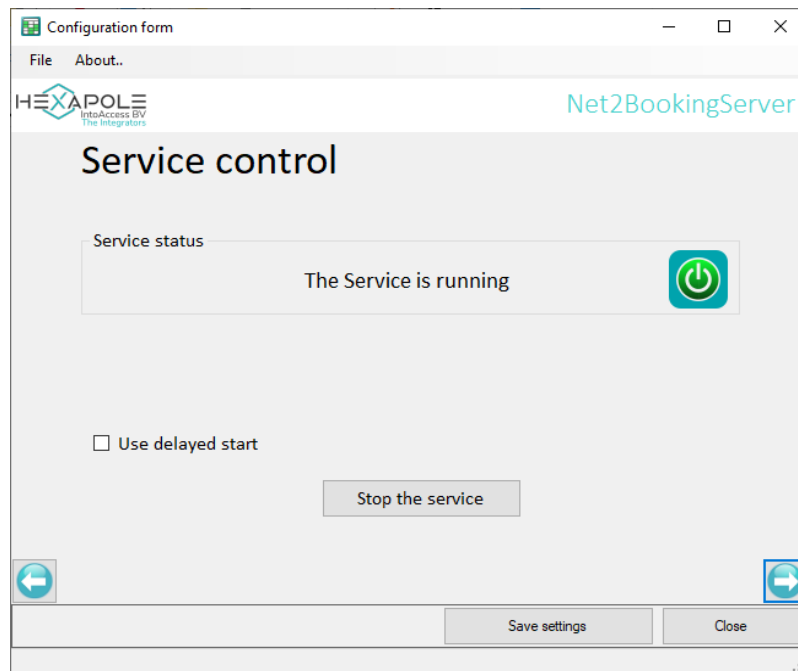 Configuration form
File About..
HEXAPOLE
IntoAccess BV
The Integrators
Net2BookingServer
Service control
Service status
The Service is running
Use delayed start
Stop the service
Save settings
Close